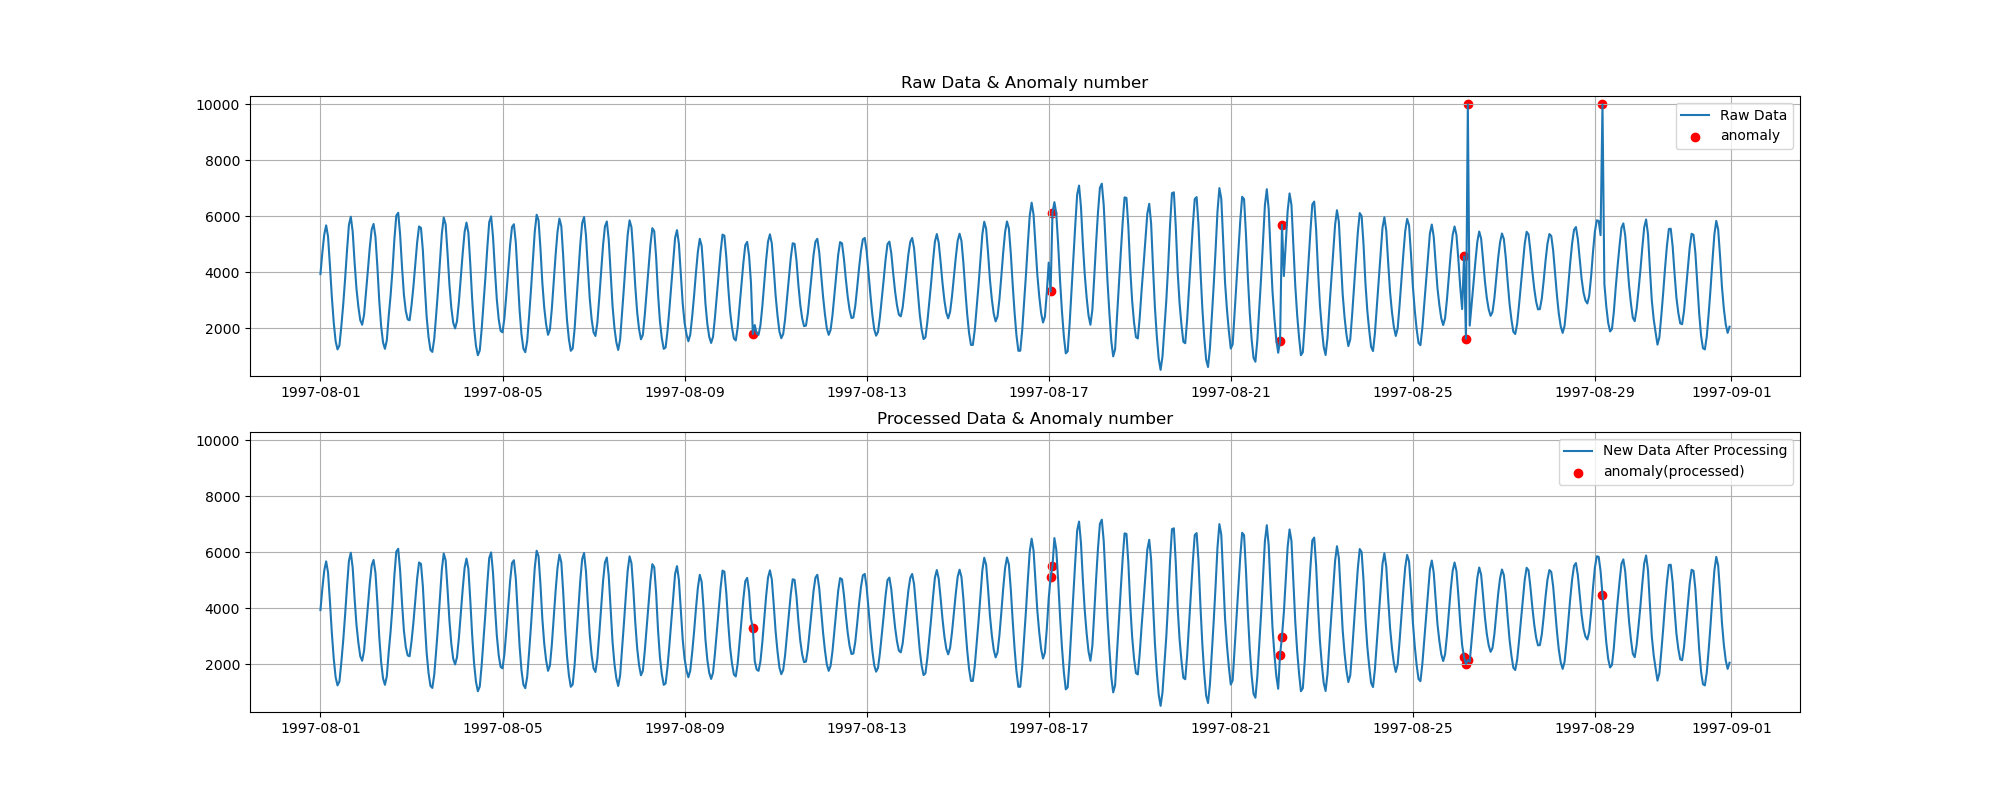 Raw Data & Anomaly number
10000
8000
6000
4000
2000
Raw Data
anomaly
1997-08-01 1997-08-05 1997-08-09 1997-08-13 1997-08-17 1997-08-21 1997-08-25 1997-08-29 1997-09-01
Processed Data & Anomaly number
10000
8000
6000
4000
2000
New Data After Processing
anomaly(processed)
1997-08-01 1997-08-05 1997-08-09 1997-08-13 1997-08-17 1997-08-21 1997-08-25 1997-08-29 1997-09-01